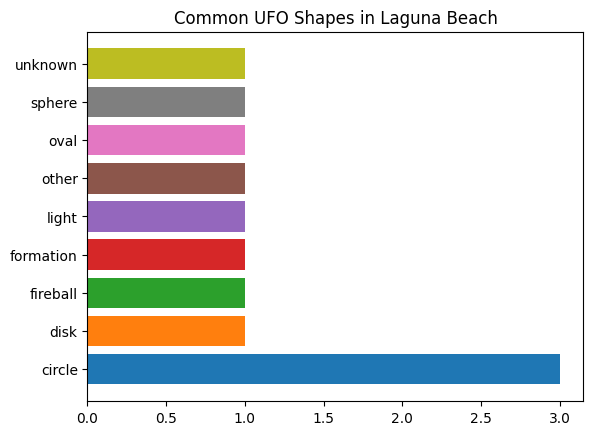 Common UFO Shapes in Laguna Beach
unknown
sphere
oval
other
light
formation
fireball
disk
circle
0.0 0.5 1.0 1.5 2.0 2.5 3.0